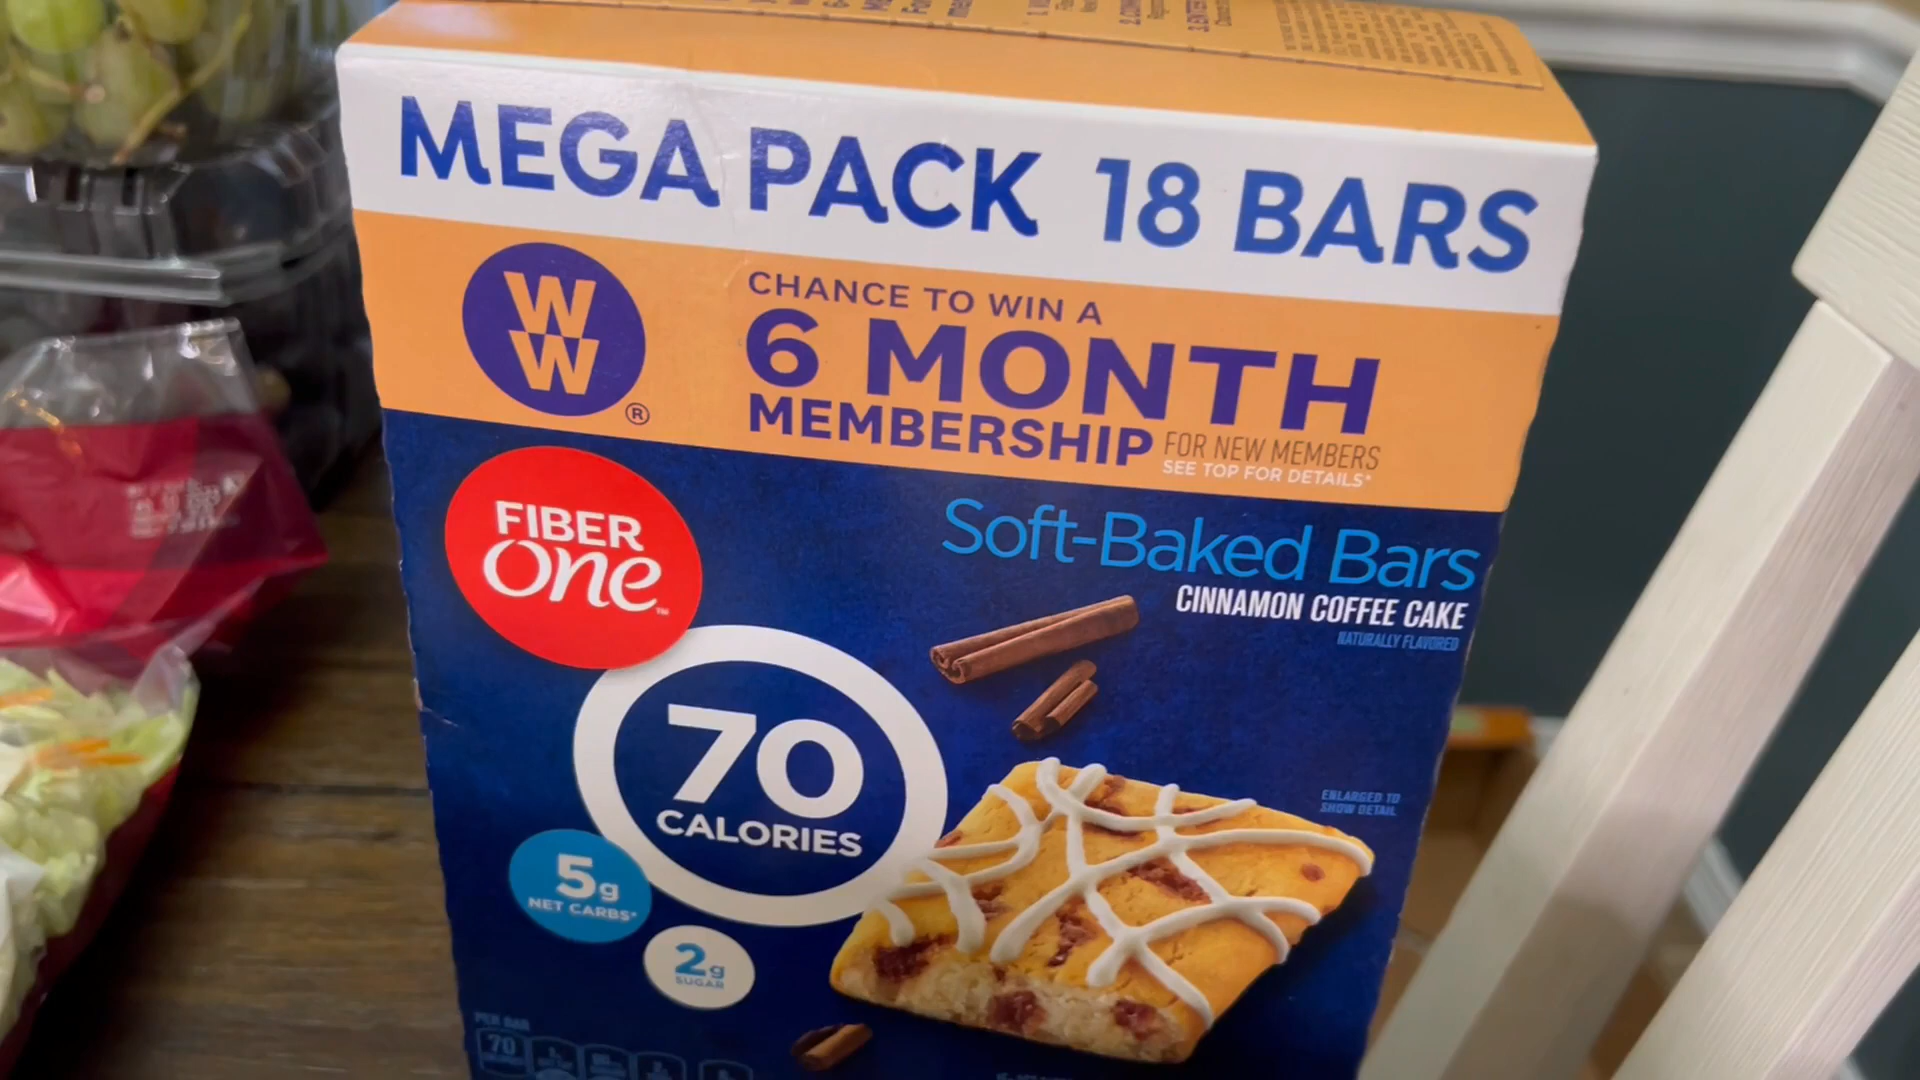 MEGA PACK 18 BARS
W
W
®
CHANCE TO WIN A
6 MONTH
MEMBERSHIP FOR NEW MEMBERS
SEE TOP FOR DETAILS*
FIBER
One™
Soft-Baked Bars
CINNAMON COFFEE CAKE
NATURALLY FLAVORED
70
CALORIES
ENLARGED TO
SHOW DETAIL
5g
NET CARBS*
2g
SUGAR
PER BAR
70